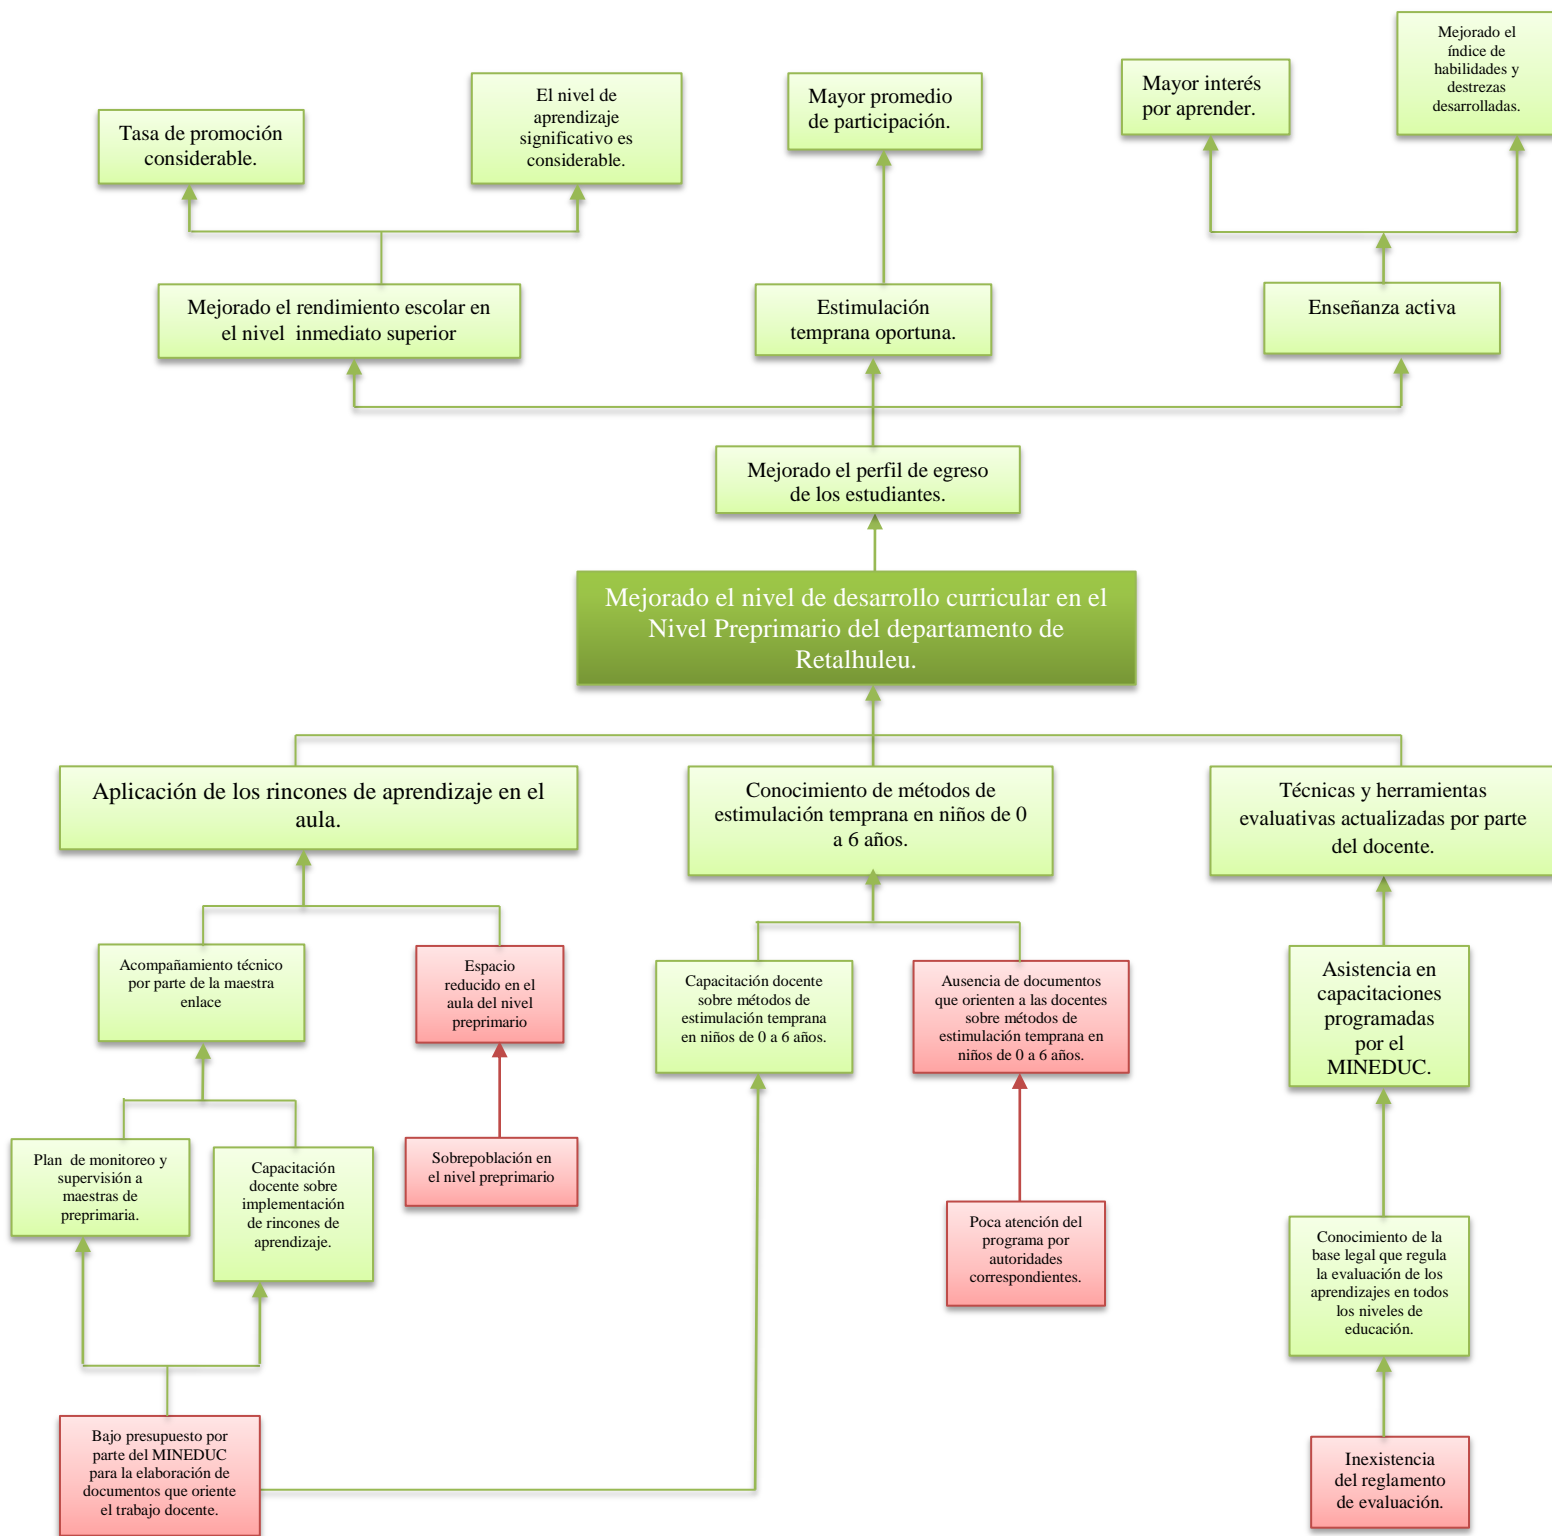 Tasa de promoción
considerable.
El nivel de
aprendizaje
significativo es
considerable.
Mayor promedio
de participación.
Mayor interés
por aprender.
Mejorado el
índice de
habilidades y
destrezas
desarrolladas.
Mejorado el rendimiento escolar en
el nivel inmediato superior
Estimulación
temprana oportuna.
Enseñanza activa
Mejorado el perfil de egreso
de los estudiantes.
Mejorado el nivel de desarrollo curricular en el
Nivel Preprimario del departamento de
Retalhuleu.
Aplicación de los rincones de aprendizaje en el
aula.
Conocimiento de métodos de
estimulación temprana en niños de 0
a 6 años.
Técnicas y herramientas
evaluativas actualizadas por parte
del docente.
Acompañamiento técnico
por parte de la maestra
enlace
Espacio
reducido en el
aula del nivel
preprimario
Capacitación docente
sobre métodos de
estimulación temprana
en niños de 0 a 6 años.
Ausencia de documentos
que orienten a las docentes
sobre métodos de
estimulación temprana en
niños de 0 a 6 años.
Asistencia en
capacitaciones
programadas
por el
MINEDUC.
Plan de monitoreo y
supervisión a
maestras de
preprimaria.
Capacitación
docente sobre
implementación
de rincones de
aprendizaje.
Sobrepoblación en
el nivel preprimario
Poca atención del
programa por
autoridades
correspondientes.
Conocimiento de la
base legal que regula
la evaluación de los
aprendizajes en todos
los niveles de
educación.
Bajo presupuesto por
parte del MINEDUC
para la elaboración de
documentos que oriente
el trabajo docente.
Inexistencia
del reglamento
de evaluación.